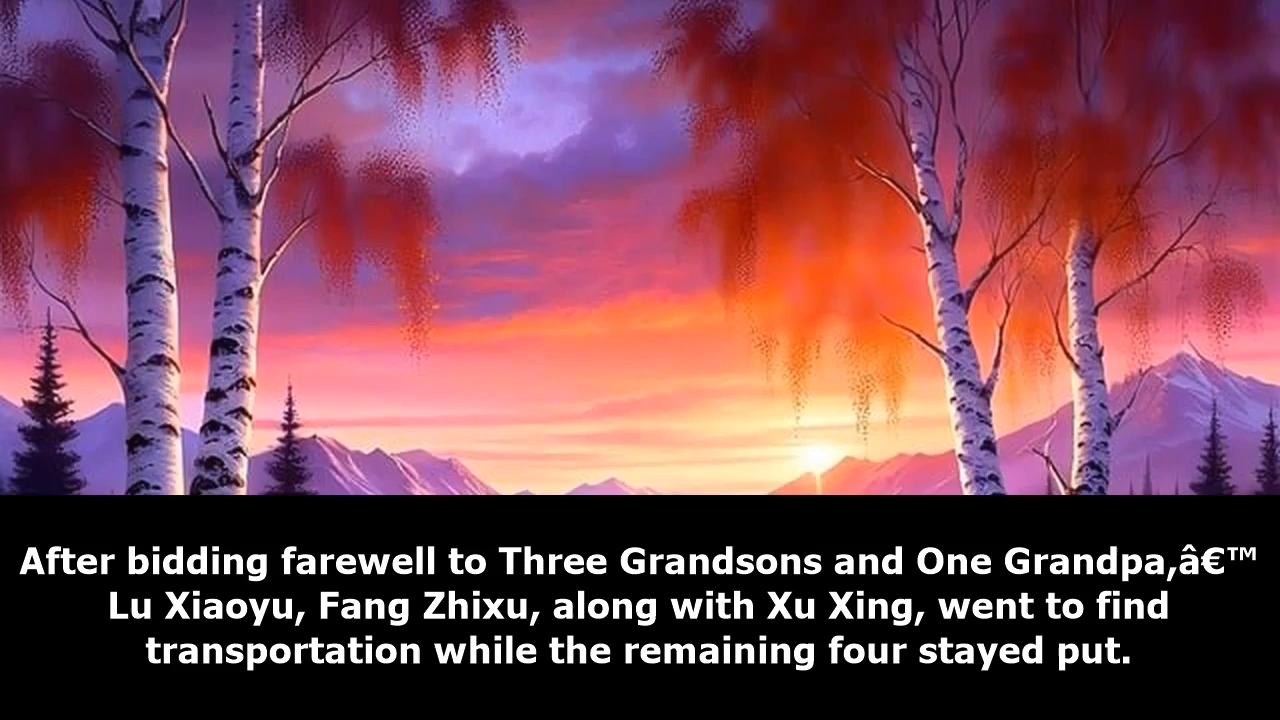 After bidding farewell to Three Grandsons and One Grandpa,â€™
Lu Xiaoyu, Fang Zhixu, along with Xu Xing, went to find
transportation while the remaining four stayed put.